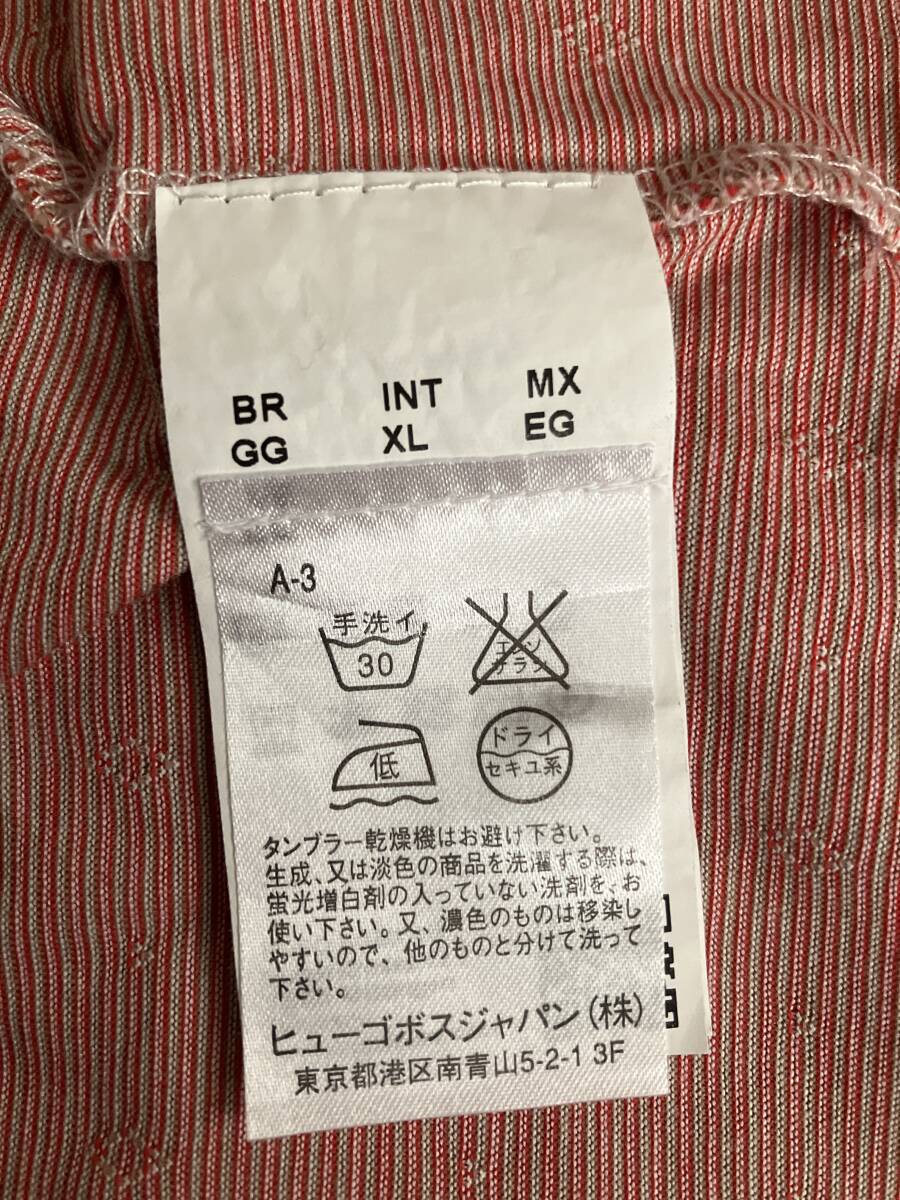 BR INT MX
GG XL EG
A-3
手洗イ
30
エンソ
チラシ
低
ドライ
セキユ系
タンブラー乾燥機はお避け下さい。
生成、又は淡色の商品を洗濯する際は、
蛍光増白剤の入っていない洗剤を、お
使い下さい。又、濃色のものは移染し
やすいので、他のものと分けて洗って
下さい。
ヒューゴボスジャパン(株)
東京都港区南青山5-2-1 3F